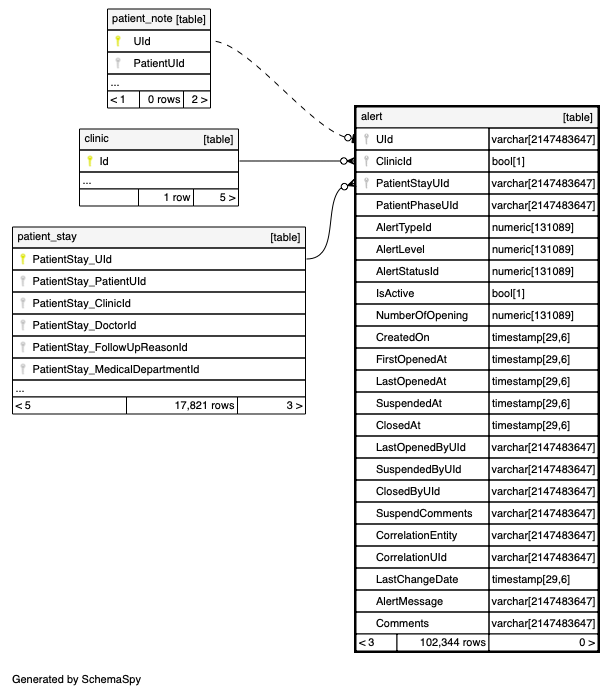 patient_note [table]
UId
PatientUId
...
< 1 0 rows 2 >
clinic [table]
Id
...
1 row 5 >
patient_stay [table]
PatientStay_UId
PatientStay_PatientUId
PatientStay_ClinicId
PatientStay_DoctorId
PatientStay_FollowUpReasonId
PatientStay_MedicalDepartmentId
...
< 5 17,821 rows 3 >
alert [table]
UId varchar[2147483647]
ClinicId bool[1]
PatientStayUId varchar[2147483647]
PatientPhaseUId varchar[2147483647]
AlertTypeId numeric[131089]
AlertLevel numeric[131089]
AlertStatusId numeric[131089]
IsActive bool[1]
NumberOfOpening numeric[131089]
CreatedOn timestamp[29,6]
FirstOpenedAt timestamp[29,6]
LastOpenedAt timestamp[29,6]
SuspendedAt timestamp[29,6]
ClosedAt timestamp[29,6]
LastOpenedByUId varchar[2147483647]
SuspendedByUId varchar[2147483647]
ClosedByUId varchar[2147483647]
SuspendComments varchar[2147483647]
CorrelationEntity varchar[2147483647]
CorrelationUId varchar[2147483647]
LastChangeDate timestamp[29,6]
AlertMessage varchar[2147483647]
Comments varchar[2147483647]
< 3 102,344 rows 0 >
Generated by SchemaSpy